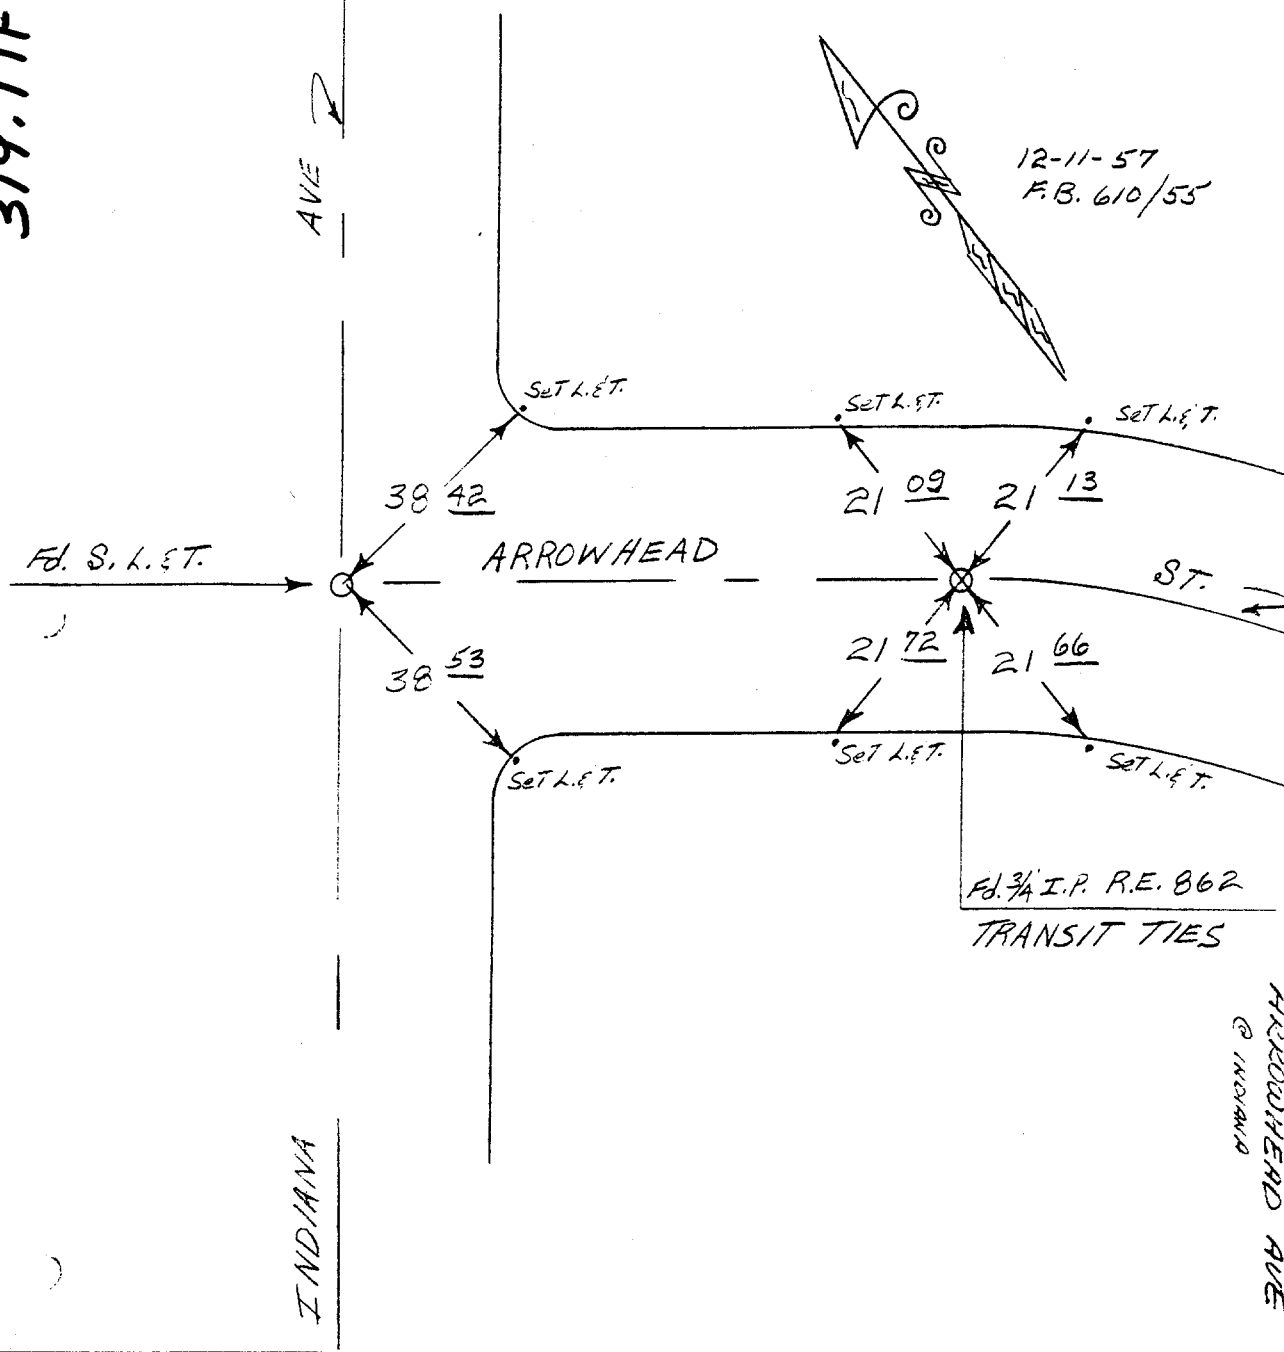 319.TIF
AVE
12-11-57
F.B. 610/55
SeT L.&T.
SeT L.&T.
SeT L.&T.
38 42
21 09
21 13
Fd. S.L.&T.
ARROWHEAD
ST.
38 53
21 72
21 66
SeT L.&T.
SeT L.&T.
SeT L.&T.
Fd. 3/4" I.P. R.E. 862
TRANSIT TIES
INDIANA
ARROWHEAD AVE
@ INDIANA